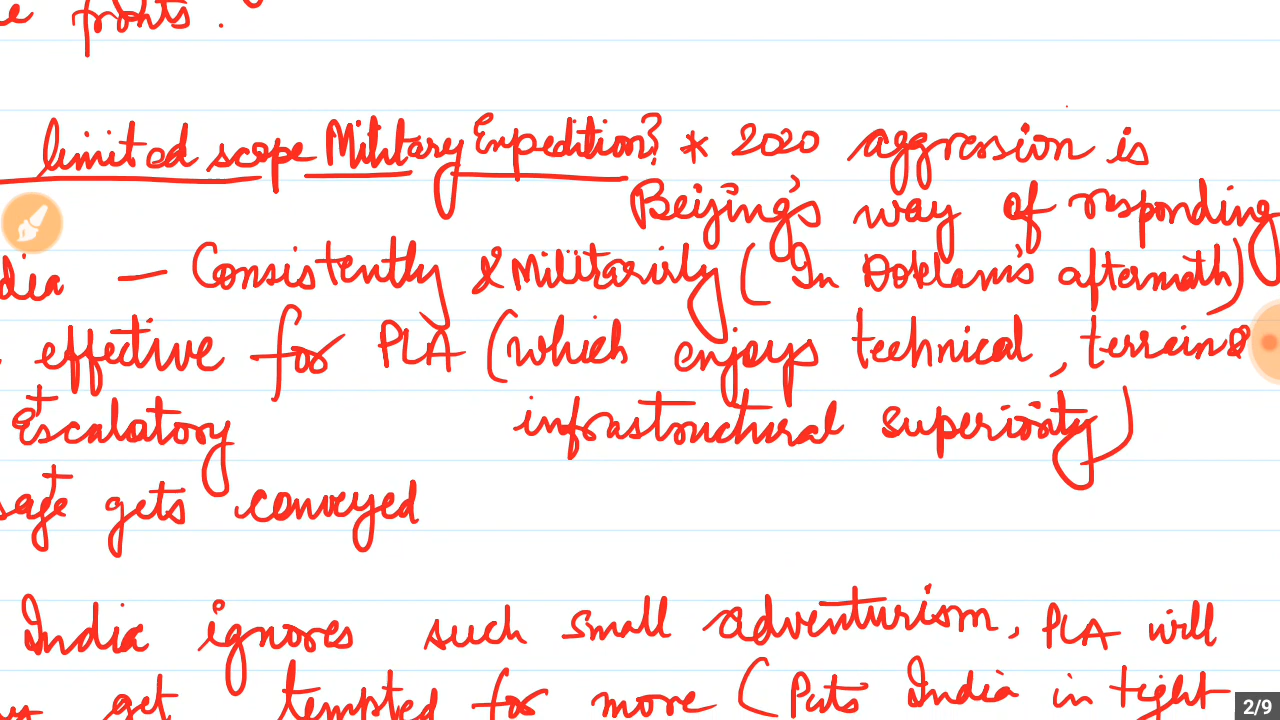 fronts.
limited scope Military Expedition? * 2020 aggression is
Beijing's way of responding
dia — Consistently & Militarirly (In Doklam's aftermath)
effective for PLA (which enjoys technical, terrain &
Escalatory infrastructural superiority)
sage gets conveyed
India ignores such small adventurism, PLA will
get tempted for more (Puts India in tight
2/9